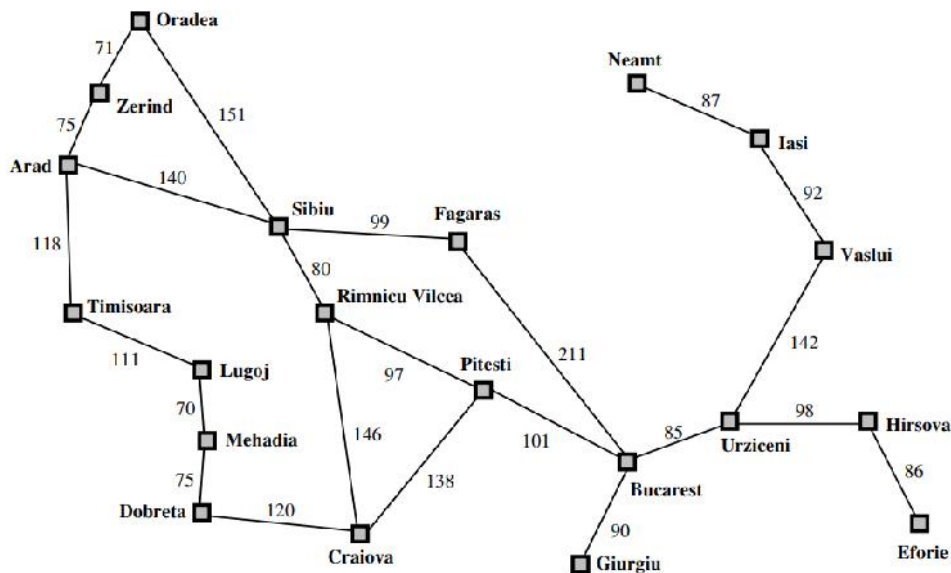 Oradea
71
Neamt
Zerind
87
151
75
Iasi
Arad
140
92
Sibiu
Fagaras
99
118
Vaslui
80
Timisoara
Rimnicu Vilcea
142
111
Lugoj
Pitesti
211
97
70
98
Hirsova
Mehadia
146
101
85
Urziceni
86
75
138
Bucarest
Dobreta
120
90
Craiova
Giurgiu
Eforie